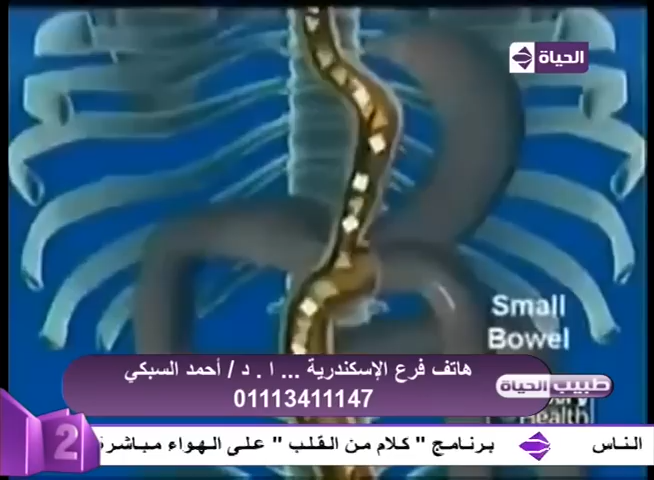 الحياة
Small
Bowel
هاتف فرع الإسكندرية ... ا . د / أحمد السبكي
01113411147
طبيب الحياة
Health
2
الناس برنامج " كلام من القلب " على الهواء مباشرة